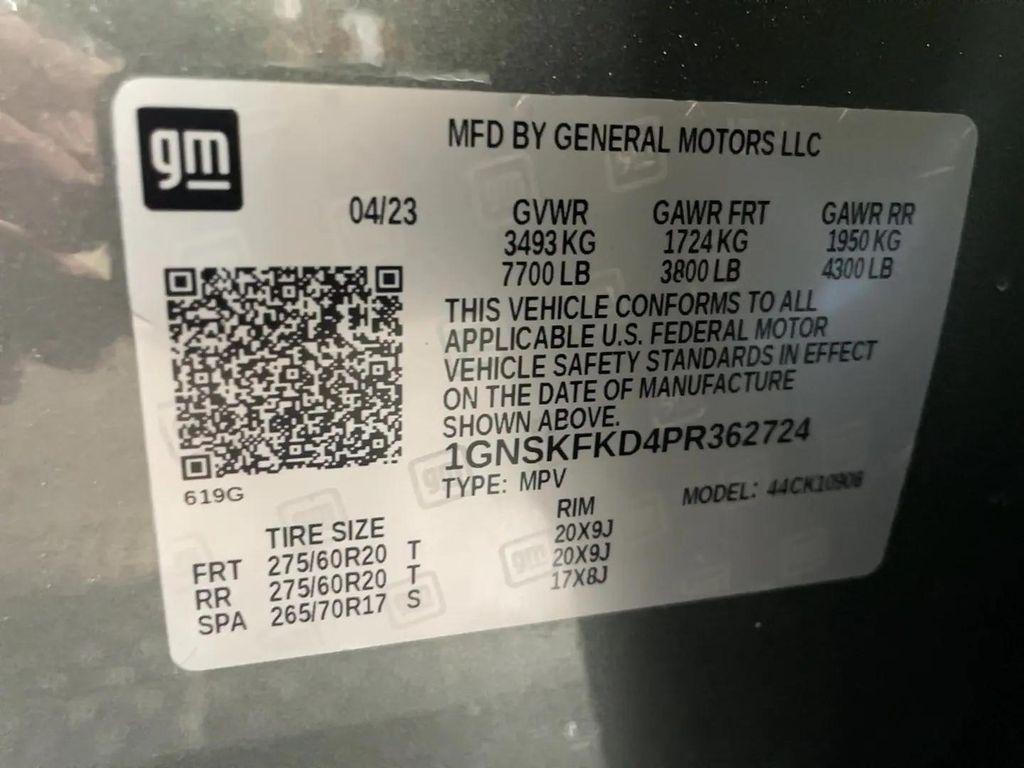 gm
MFD BY GENERAL MOTORS LLC
04/23 GVWR GAWR FRT GAWR RR
3493 KG 1724 KG 1950 KG
7700 LB 3800 LB 4300 LB
THIS VEHICLE CONFORMS TO ALL
APPLICABLE U.S. FEDERAL MOTOR
VEHICLE SAFETY STANDARDS IN EFFECT
ON THE DATE OF MANUFACTURE
SHOWN ABOVE.
1GNSKFKD4PR362724
619G
TYPE: MPV MODEL:
TIRE SIZE RIM
FRT 275/60R20 T 20X9J
RR 275/60R20 T 20X9J
SPA 265/70R17 S 17X8J